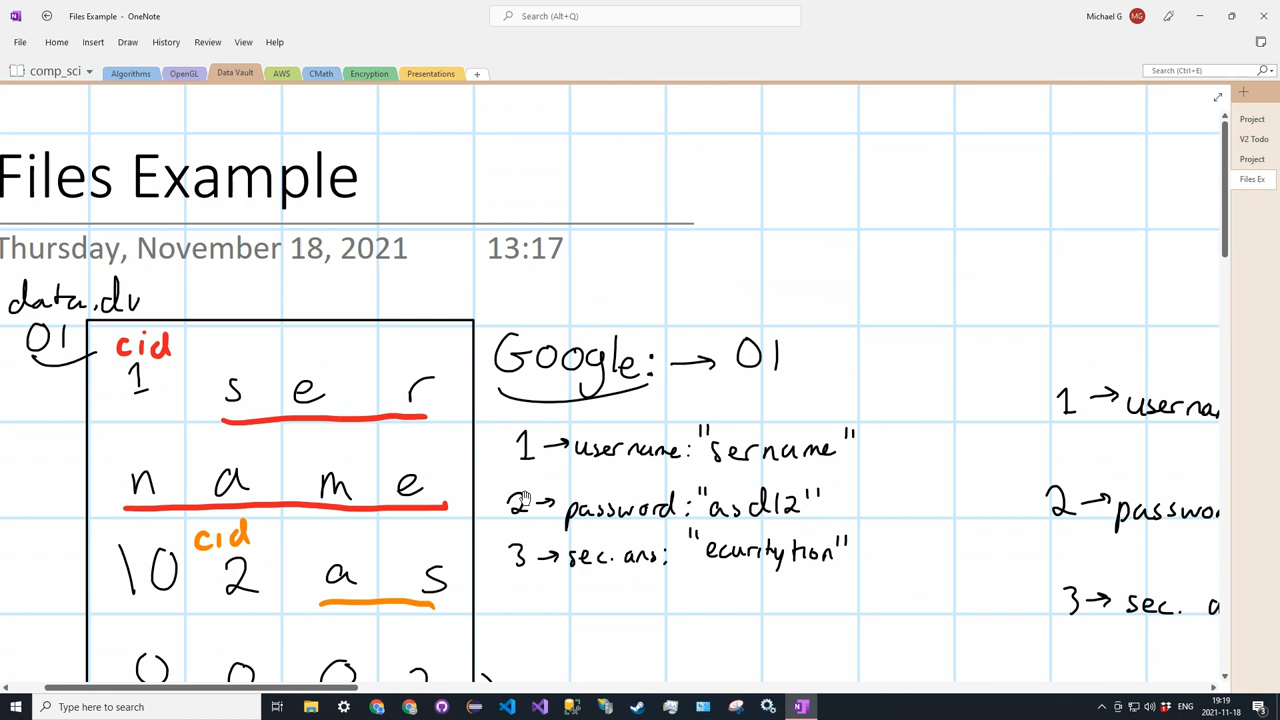 Files Example - OneNote
Search (Alt+Q)
Michael G
MG
File Home Insert Draw History Review View Help
comp_sci
Algorithms OpenGL Data Vault AWS CMath Encryption Presentations +
Search (Ctrl+E)
Project
V2 Todo
Project
Files Ex
Files Example
Thursday, November 18, 2021 13:17
data.dv
01
cid
1 s e r
n a m e
cid
\0 2 a s
Google: → 01
1 → username: "sername"
2 → password: "asd12"
3 → sec. ans: "ecuritytion"
1 → userna
2 → passwor
3 → sec. a
Type here to search
ENG
19:19
2021-11-18